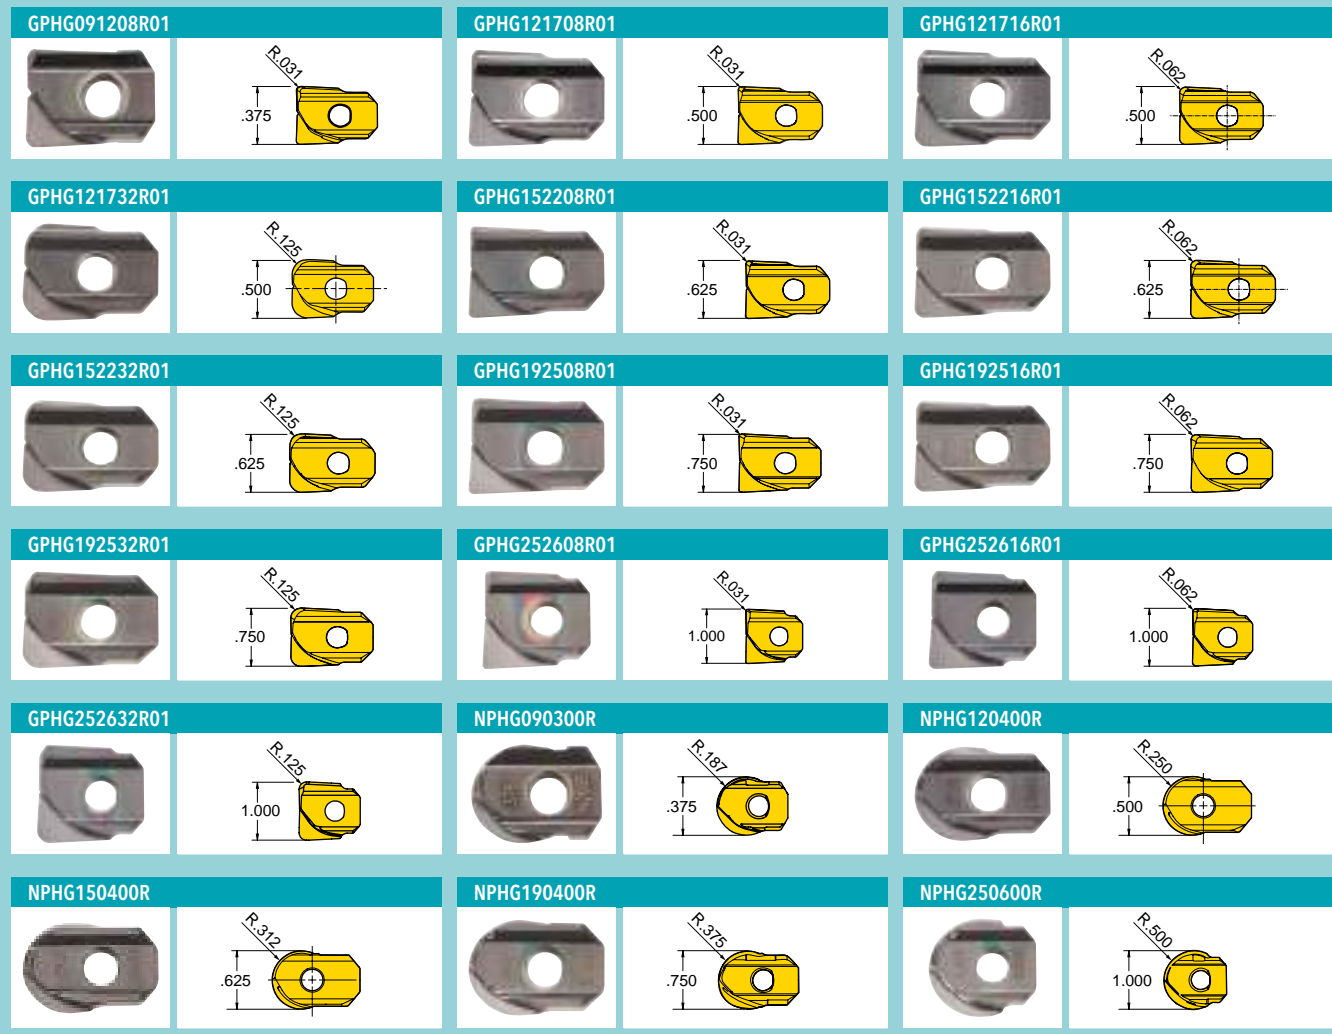 GPHG091208R01
R.031
.375
GPHG121708R01
R.031
.500
GPHG121716R01
R.062
.500
GPHG121732R01
R.125
.500
GPHG152208R01
R.031
.625
GPHG152216R01
R.062
.625
GPHG152232R01
R.125
.625
GPHG192508R01
R.031
.750
GPHG192516R01
R.062
.750
GPHG192532R01
R.125
.750
GPHG252608R01
R.031
1.000
GPHG252616R01
R.062
1.000
GPHG252632R01
R.125
1.000
NPHG090300R
R.187
.375
NPHG120400R
R.250
.500
NPHG150400R
R.312
.625
NPHG190400R
R.375
.750
NPHG250600R
R.500
1.000